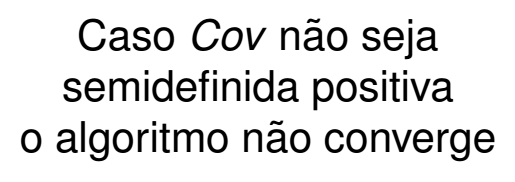 Caso Cov não seja
semidefinida positiva
o algoritmo não converge